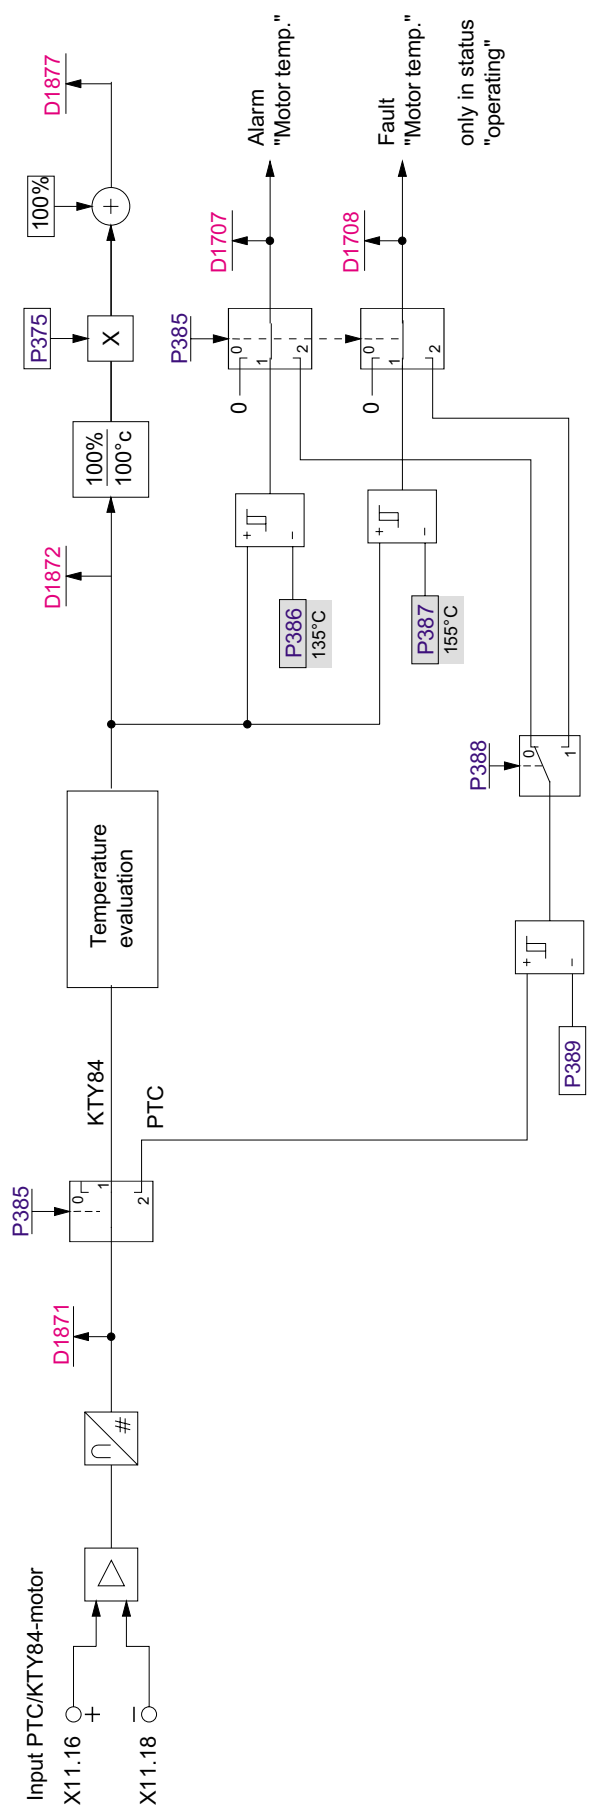 Input PTC/KTY84-motor
X11.16
+
X11.18
−
∩
#
D1871
P385
0
1
2
KTY84
PTC
Temperature
evaluation
D1872
100%
100°c
P375
X
100%
+
D1877
P389
+
−
P388
0
1
P386
135°C
+
−
P387
155°C
+
−
P385
0
0
1
2
0
0
1
2
D1707
D1708
Alarm
"Motor temp."
Fault
"Motor temp."
only in status
"operating"